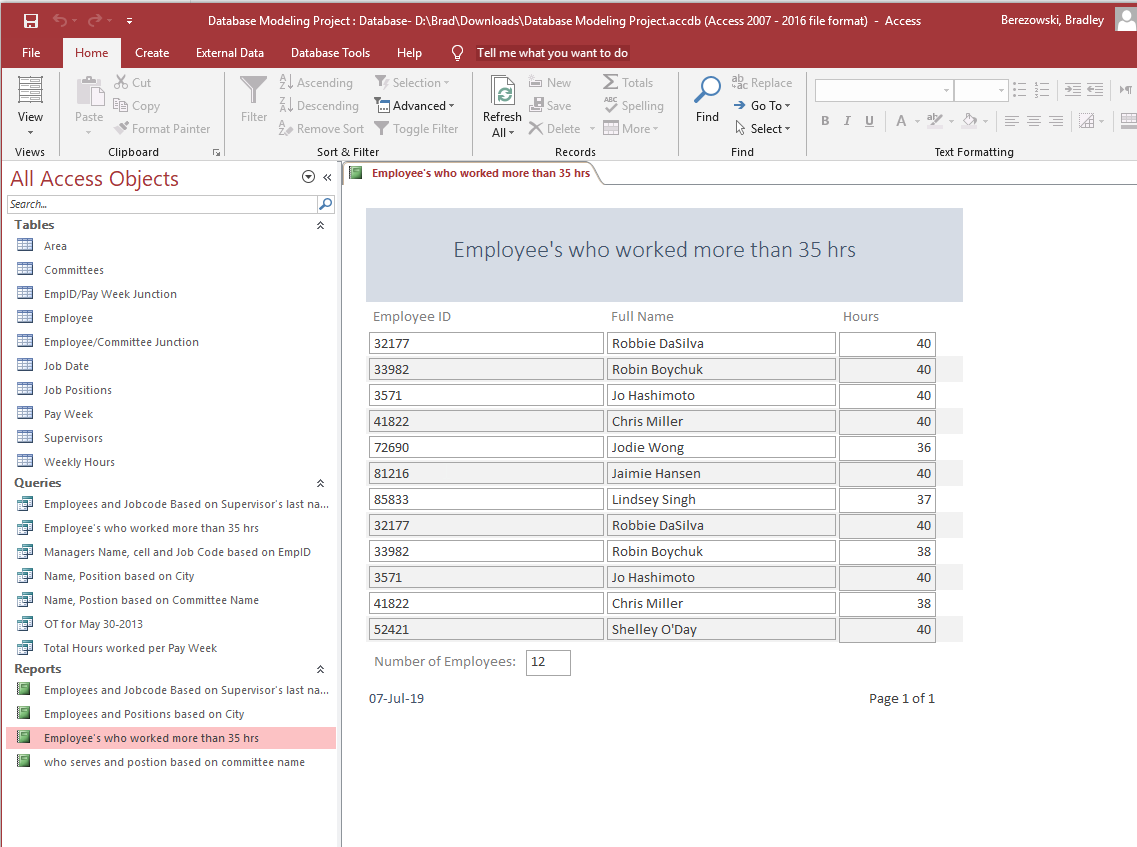 Database Modeling Project : Database- D:\Brad\Downloads\Database Modeling Project.accdb (Access 2007 - 2016 file format) - Access Berezowski, Bradley
File Home Create External Data Database Tools Help Tell me what you want to do
View
Paste
Cut
Copy
Format Painter
Filter
Ascending
Descending
Remove Sort
Selection
Advanced
Toggle Filter
Refresh
All
New
Save
Delete
Totals
Spelling
More
Find
Replace
Go To
Select
B I U A
Views Clipboard Sort & Filter Records Find Text Formatting
All Access Objects
Search...
Tables
Area
Committees
EmpID/Pay Week Junction
Employee
Employee/Committee Junction
Job Date
Job Positions
Pay Week
Supervisors
Weekly Hours
Queries
Employees and Jobcode Based on Supervisor's last na...
Employee's who worked more than 35 hrs
Managers Name, cell and Job Code based on EmpID
Name, Position based on City
Name, Postion based on Committee Name
OT for May 30-2013
Total Hours worked per Pay Week
Reports
Employees and Jobcode Based on Supervisor's last na...
Employees and Positions based on City
Employee's who worked more than 35 hrs
who serves and postion based on committee name
Employee's who worked more than 35 hrs
Employee's who worked more than 35 hrs
Employee ID Full Name Hours
32177 Robbie DaSilva 40
33982 Robin Boychuk 40
3571 Jo Hashimoto 40
41822 Chris Miller 40
72690 Jodie Wong 36
81216 Jaimie Hansen 40
85833 Lindsey Singh 37
32177 Robbie DaSilva 40
33982 Robin Boychuk 38
3571 Jo Hashimoto 40
41822 Chris Miller 38
52421 Shelley O'Day 40
Number of Employees: 12
07-Jul-19 Page 1 of 1